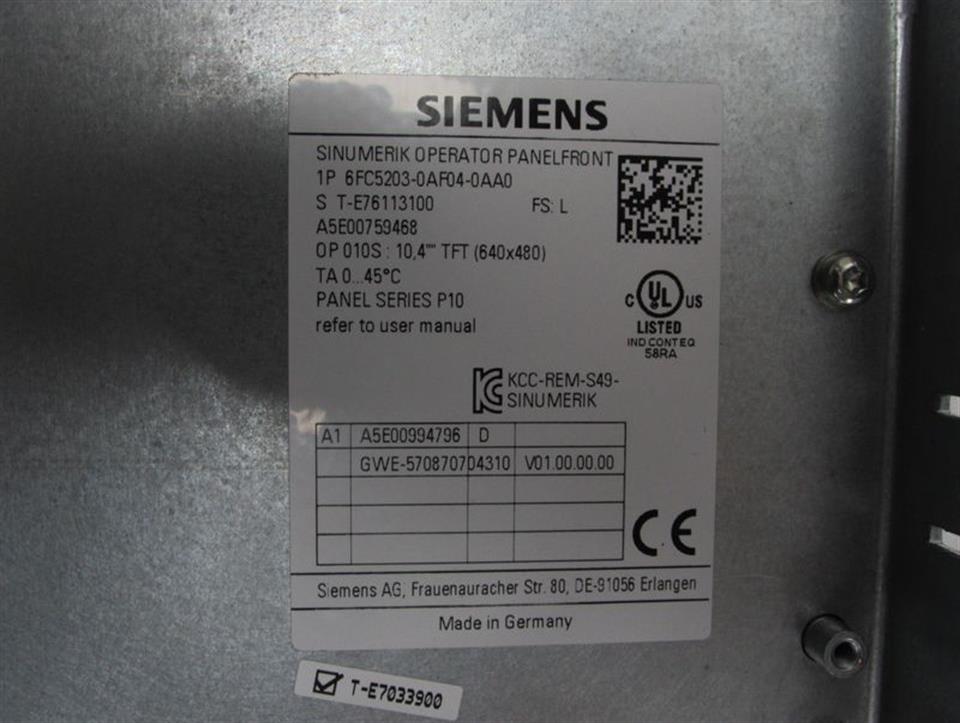 SIEMENS
SINUMERIK OPERATOR PANELFRONT
1P 6FC5203-0AF04-0AA0
S T-E76113100 FS: L
A5E00759468
OP 010S : 10,4"" TFT (640x480)
TA 0...45°C
PANEL SERIES P10
refer to user manual
C UL US
LISTED
IND CONT EQ
58RA
KCC-REM-S49-
SINUMERIK
A1 A5E00994796 D
GWE-570870704310 V01.00.00.00
CE
Siemens AG, Frauenauracher Str. 80, DE-91056 Erlangen
Made in Germany
T-E7033900